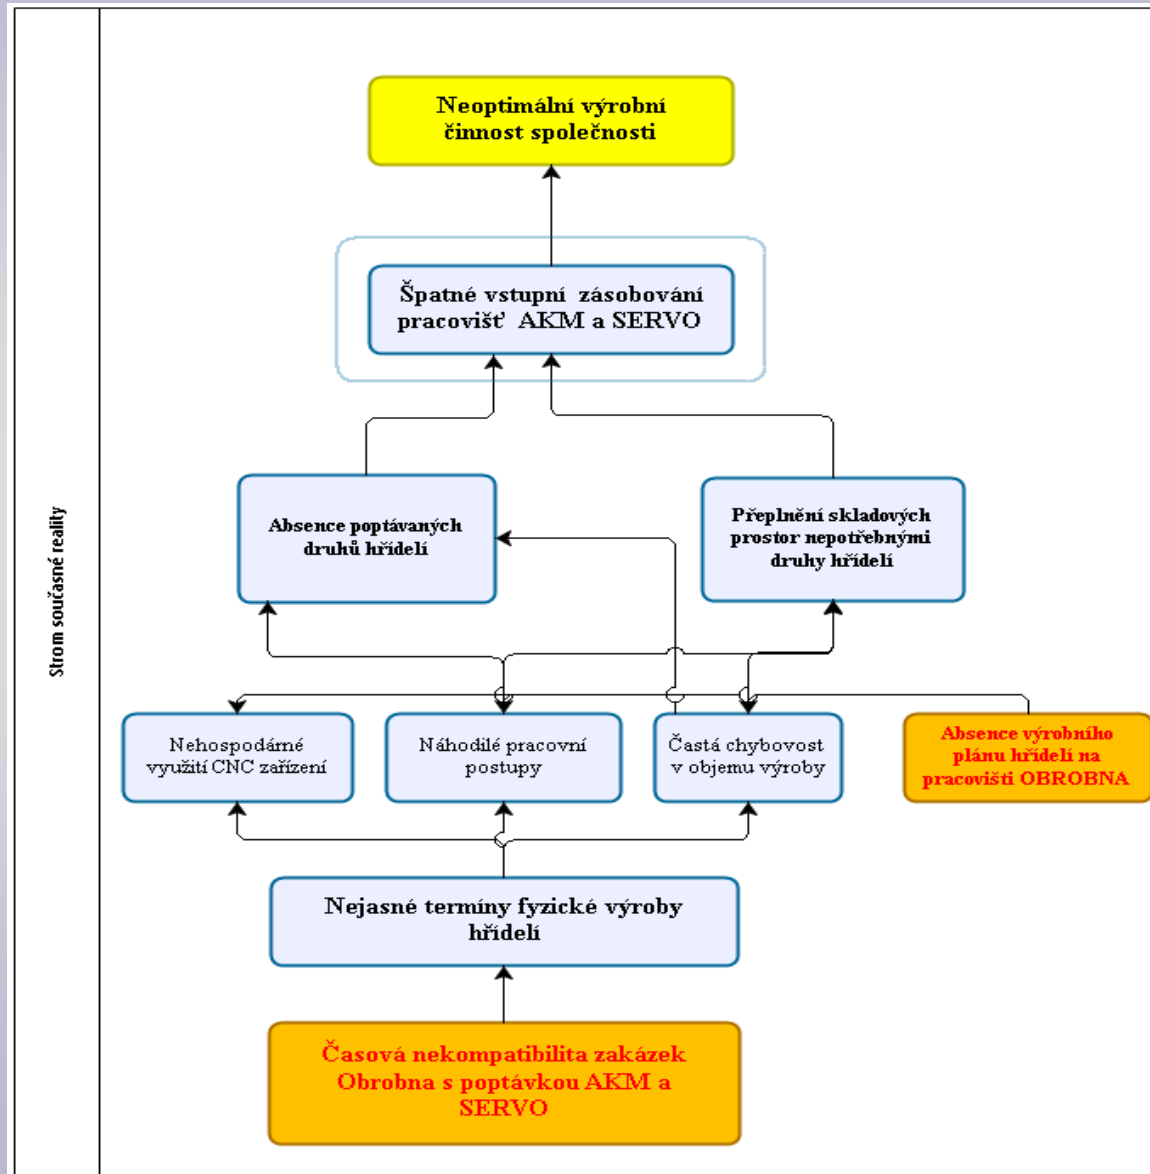 Strom současné reality
Neoptimální výrobní
činnost společnosti
Špatné vstupní zásobování
pracovišť AKM a SERVO
Absence poptávaných
druhů hřídelí
Přeplnění skladových
prostor nepotřebnými
druhy hřídelí
Nehospodárné
využití CNC zařízení
Náhodilé pracovní
postupy
Častá chybovost
v objemu výroby
Absence výrobního
plánu hřídelí na
pracovišti OBROBNA
Nejasné termíny fyzické výroby
hřídelí
Časová nekompatibilita zakázek
Obrobna s poptávkou AKM a
SERVO